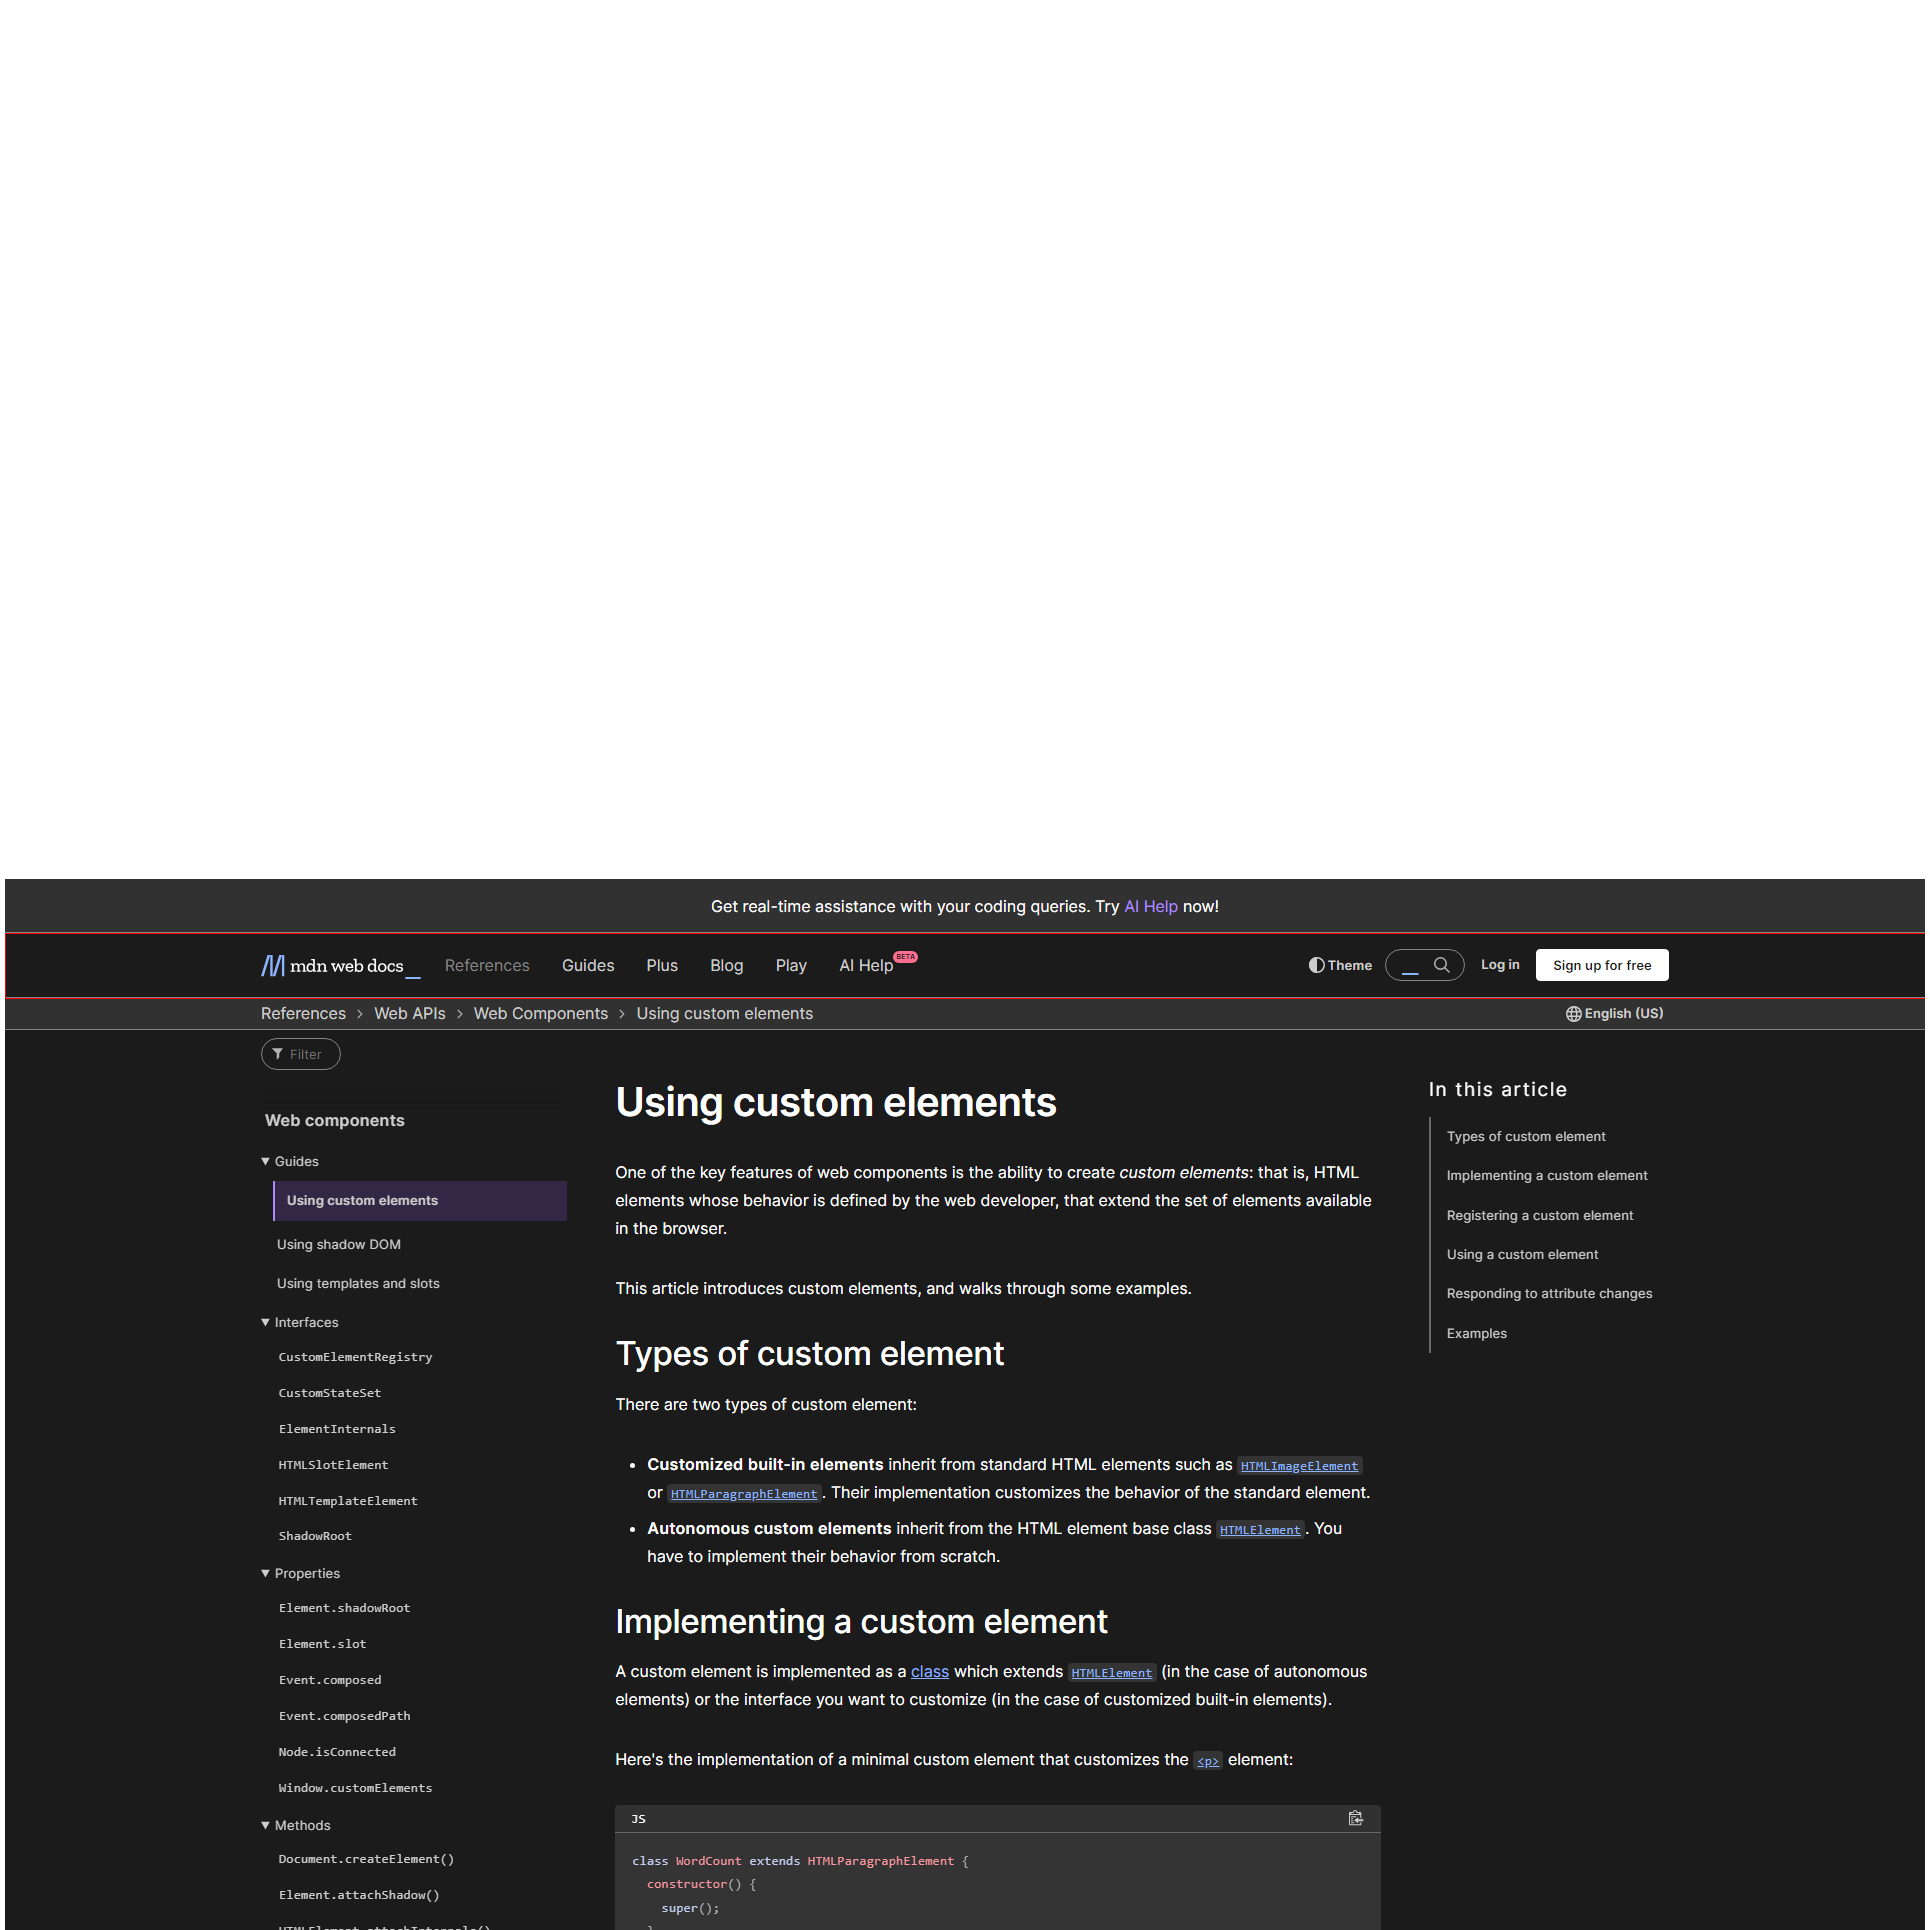 Get real-time assistance with your coding queries. Try AI Help now!
mdn web docs_ References Guides Plus Blog Play AI Help BETA Theme Log in Sign up for free
References > Web APIs > Web Components > Using custom elements English (US)
Filter
Web components
▼ Guides
Using custom elements
Using shadow DOM
Using templates and slots
▼ Interfaces
CustomElementRegistry
CustomStateSet
ElementInternals
HTMLSlotElement
HTMLTemplateElement
ShadowRoot
▼ Properties
Element.shadowRoot
Element.slot
Event.composed
Event.composedPath
Node.isConnected
Window.customElements
▼ Methods
Document.createElement()
Element.attachShadow()
HTMLElement.attachInternals()
Using custom elements
One of the key features of web components is the ability to create custom elements: that is, HTML
elements whose behavior is defined by the web developer, that extend the set of elements available
in the browser.
This article introduces custom elements, and walks through some examples.
Types of custom element
There are two types of custom element:
• Customized built-in elements inherit from standard HTML elements such as HTMLImageElement
or HTMLParagraphElement. Their implementation customizes the behavior of the standard element.
• Autonomous custom elements inherit from the HTML element base class HTMLElement. You
have to implement their behavior from scratch.
Implementing a custom element
A custom element is implemented as a class which extends HTMLElement (in the case of autonomous
elements) or the interface you want to customize (in the case of customized built-in elements).
Here's the implementation of a minimal custom element that customizes the <p> element:
JS
class WordCount extends HTMLParagraphElement {
constructor() {
super();
}
In this article
Types of custom element
Implementing a custom element
Registering a custom element
Using a custom element
Responding to attribute changes
Examples